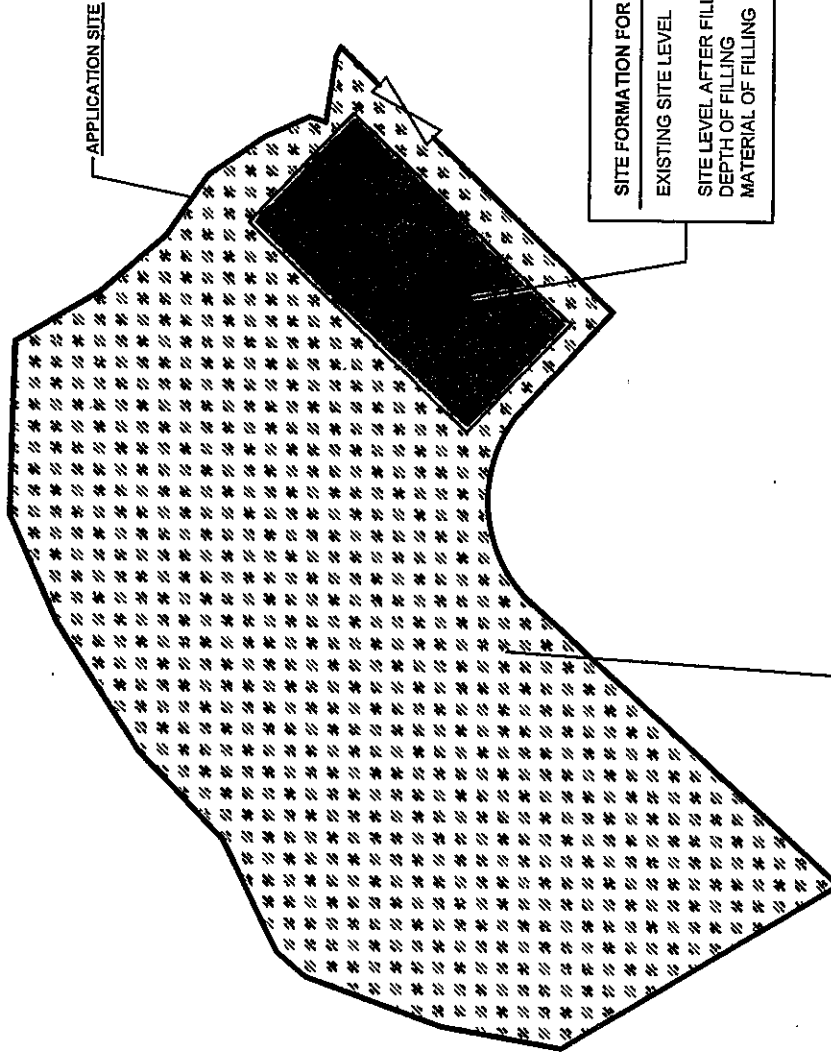 APPLICATION SITE
SITE FORMATION FOR
EXISTING SITE LEVEL
SITE LEVEL AFTER FILL
DEPTH OF FILLING
MATERIAL OF FILLING